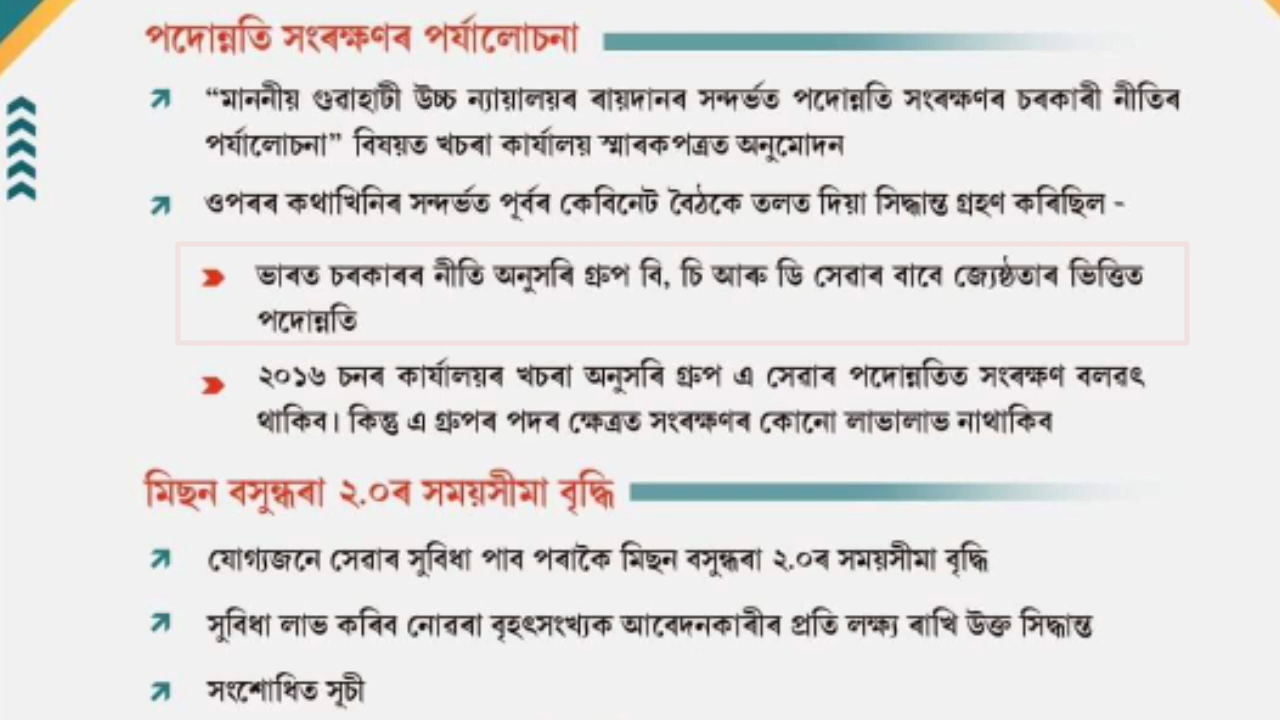 পদোন্নতি সংৰক্ষণৰ পৰ্যালোচনা
“মাননীয় গুৱাহাটী উচ্চ ন্যায়ালয়ৰ ৰায়দানৰ সন্দৰ্ভত পদোন্নতি সংৰক্ষণৰ চৰকাৰী নীতিৰ
পৰ্যালোচনা” বিষয়ত খচৰা কাৰ্যালয় স্মাৰকপত্ৰত অনুমোদন
ওপৰৰ কথাখিনিৰ সন্দৰ্ভত পূৰ্বৰ কেবিনেট বৈঠকে তলত দিয়া সিদ্ধান্ত গ্ৰহণ কৰিছিল -
ভাৰত চৰকাৰৰ নীতি অনুসৰি গ্ৰুপ বি, চি আৰু ডি সেৱাৰ বাবে জ্যেষ্ঠতাৰ ভিত্তিত
পদোন্নতি
২০১৬ চনৰ কাৰ্যালয়ৰ খচৰা অনুসৰি গ্ৰুপ এ সেৱাৰ পদোন্নতিত সংৰক্ষণ বলৱৎ
থাকিব। কিন্তু এ গ্ৰুপৰ পদৰ ক্ষেত্ৰত সংৰক্ষণৰ কোনো লাভালাভ নাথাকিব
মিছন বসুন্ধৰা ২.০ৰ সময়সীমা বৃদ্ধি
যোগ্যজনে সেৱাৰ সুবিধা পাব পৰাকৈ মিছন বসুন্ধৰা ২.০ৰ সময়সীমা বৃদ্ধি
সুবিধা লাভ কৰিব নোৱৰা বৃহৎসংখ্যক আবেদনকাৰীৰ প্ৰতি লক্ষ্য ৰাখি উক্ত সিদ্ধান্ত
সংশোধিত সূচী